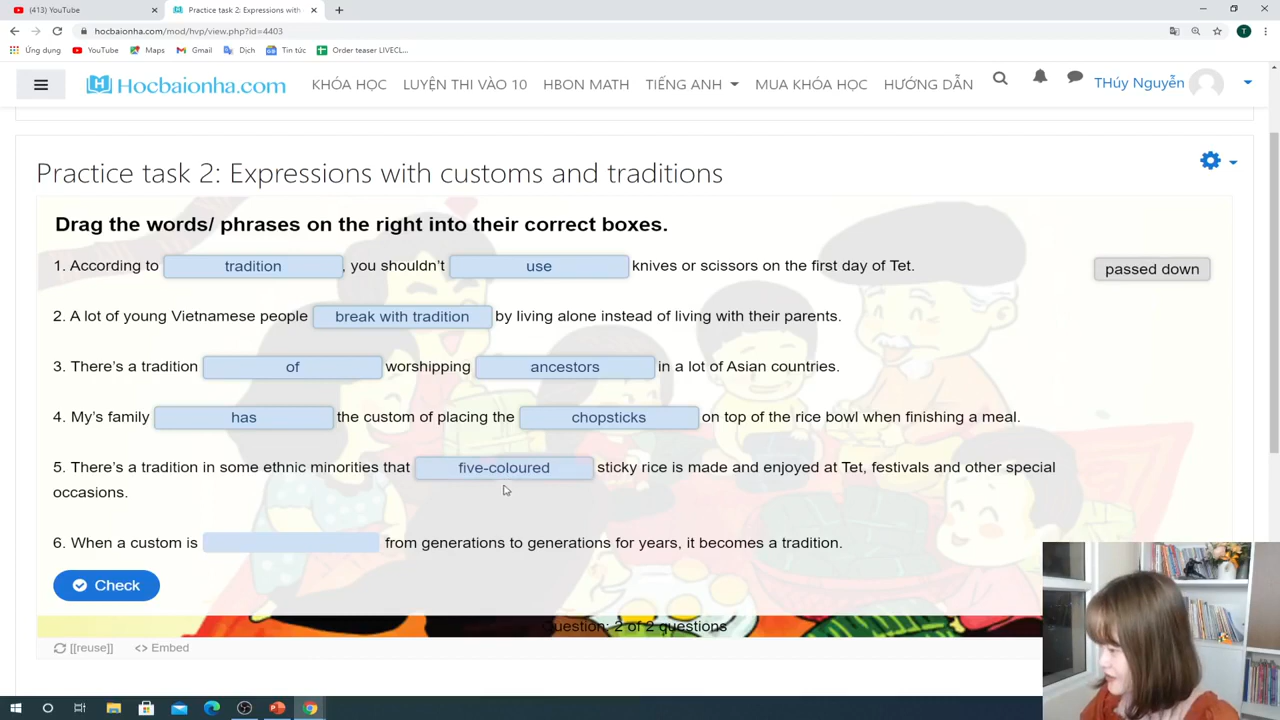 (413) YouTube
Practice task 2: Expressions with
hocbaionha.com/mod/hvp/view.php?id=4403
T
Ứng dụng YouTube Maps Gmail Dịch Tin tức Order teaser LIVECL...
Hocbaionha.com KHÓA HỌC LUYỆN THI VÀO 10 HBON MATH TIẾNG ANH MUA KHÓA HỌC HƯỚNG DẪN THúy Nguyễn
Practice task 2: Expressions with customs and traditions
Drag the words/ phrases on the right into their correct boxes.
1. According to tradition , you shouldn't use knives or scissors on the first day of Tet.
passed down
2. A lot of young Vietnamese people break with tradition by living alone instead of living with their parents.
3. There's a tradition of worshipping ancestors in a lot of Asian countries.
4. My's family has the custom of placing the chopsticks on top of the rice bowl when finishing a meal.
5. There's a tradition in some ethnic minorities that five-coloured sticky rice is made and enjoyed at Tet, festivals and other special
occasions.
6. When a custom is from generations to generations for years, it becomes a tradition.
Check
Question: 2 of 2 questions
[[reuse]] <> Embed